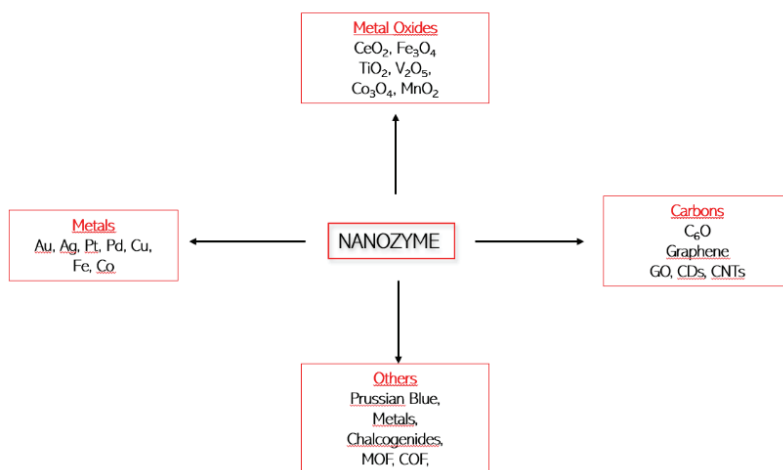 Metal Oxides
CeO₂, Fe₃O₄
TiO₂, V₂O₅,
Co₃O₄, MnO₂
Metals
Au, Ag, Pt, Pd, Cu,
Fe, Co
NANOZYME
Carbons
C₆O
Graphene
GO, CDs, CNTs
Others
Prussian Blue,
Metals,
Chalcogenides,
MOF, COF,